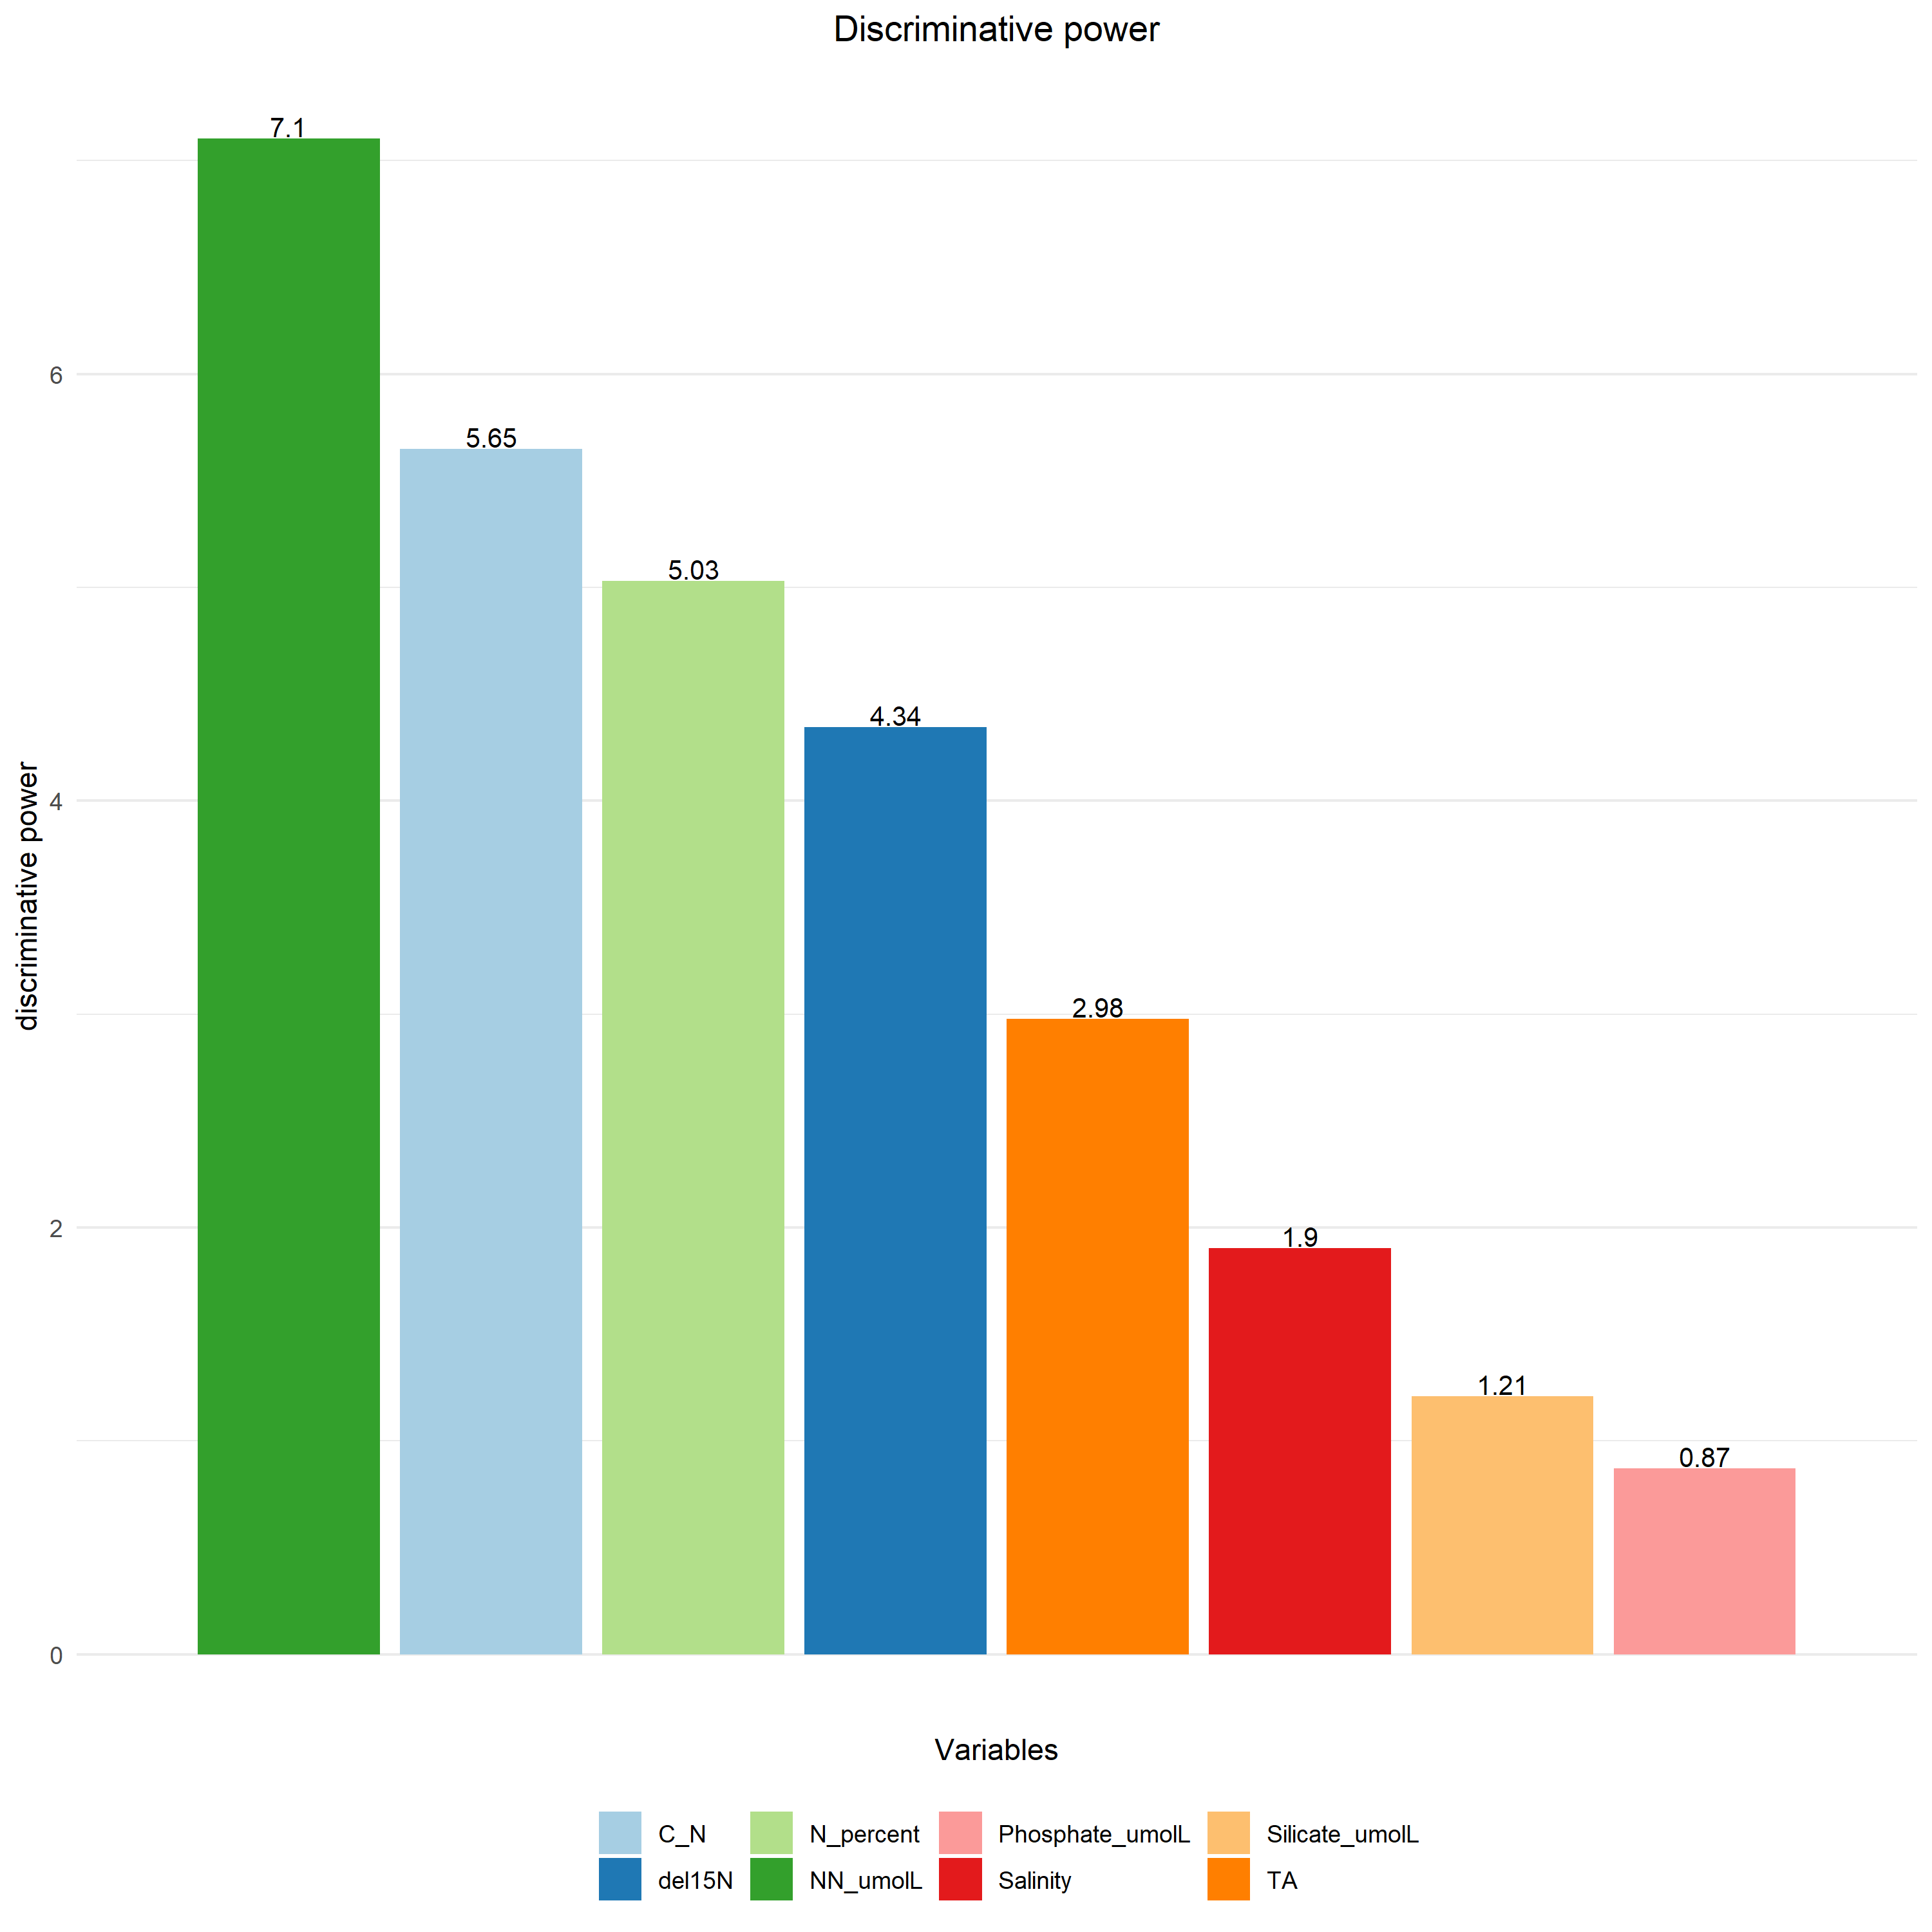 Discriminative power
7.1
5.65
5.03
4.34
2.98
1.9
1.21
0.87
6
4
2
0
discriminative power
Variables
C_N N_percent Phosphate_umolL Silicate_umolL
del15N NN_umolL Salinity TA